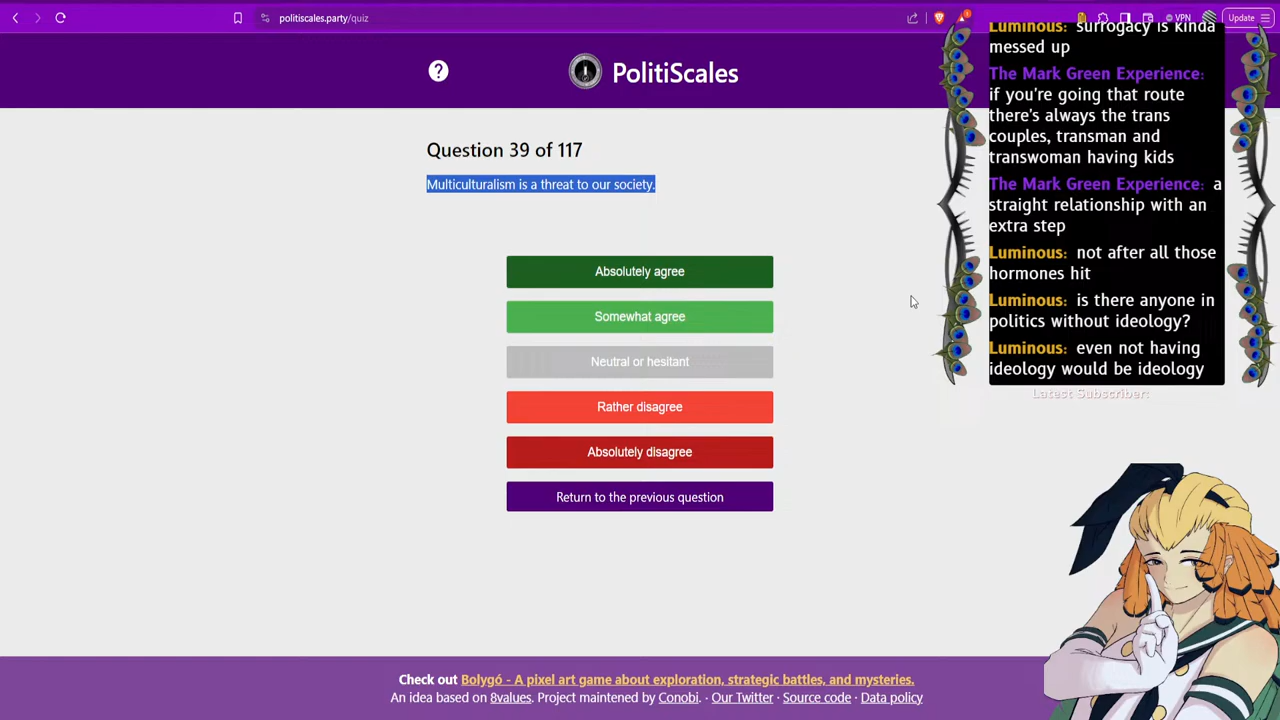 politiscales.party/quiz
VPN
Update
PolitiScales
Question 39 of 117
Multiculturalism is a threat to our society.
Absolutely agree
Somewhat agree
Neutral or hesitant
Rather disagree
Absolutely disagree
Return to the previous question
Luminous: surrogacy is kinda
messed up
The Mark Green Experience:
if you're going that route
there's always the trans
couples, transman and
transwoman having kids
The Mark Green Experience: a
straight relationship with an
extra step
Luminous: not after all those
hormones hit
Luminous: is there anyone in
politics without ideology?
Luminous: even not having
ideology would be ideology
Latest Subscriber:
Check out Bolygó - A pixel art game about exploration, strategic battles, and mysteries.
An idea based on 8values. Project maintened by Conobi. · Our Twitter · Source code · Data policy